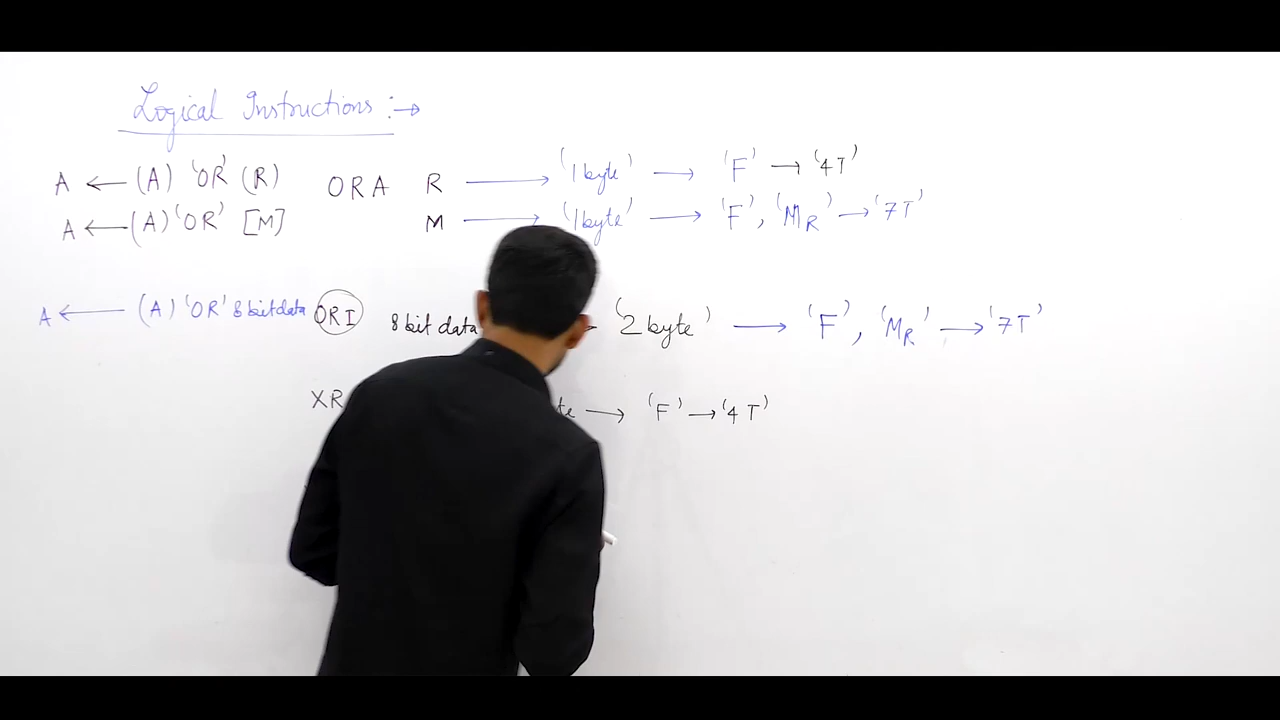 Logical Instructions :→
A ← (A) 'OR' (R) ORA R → '1 byte' → 'F' → '4T'
A ← (A) 'OR' [M] M → '1 byte' → 'F', 'MR' → '7T'
A ← (A) 'OR' 8 bit data ORI 8 bit data → '2 byte' → 'F', 'MR' → '7T'
XR → 'F' → '4T'